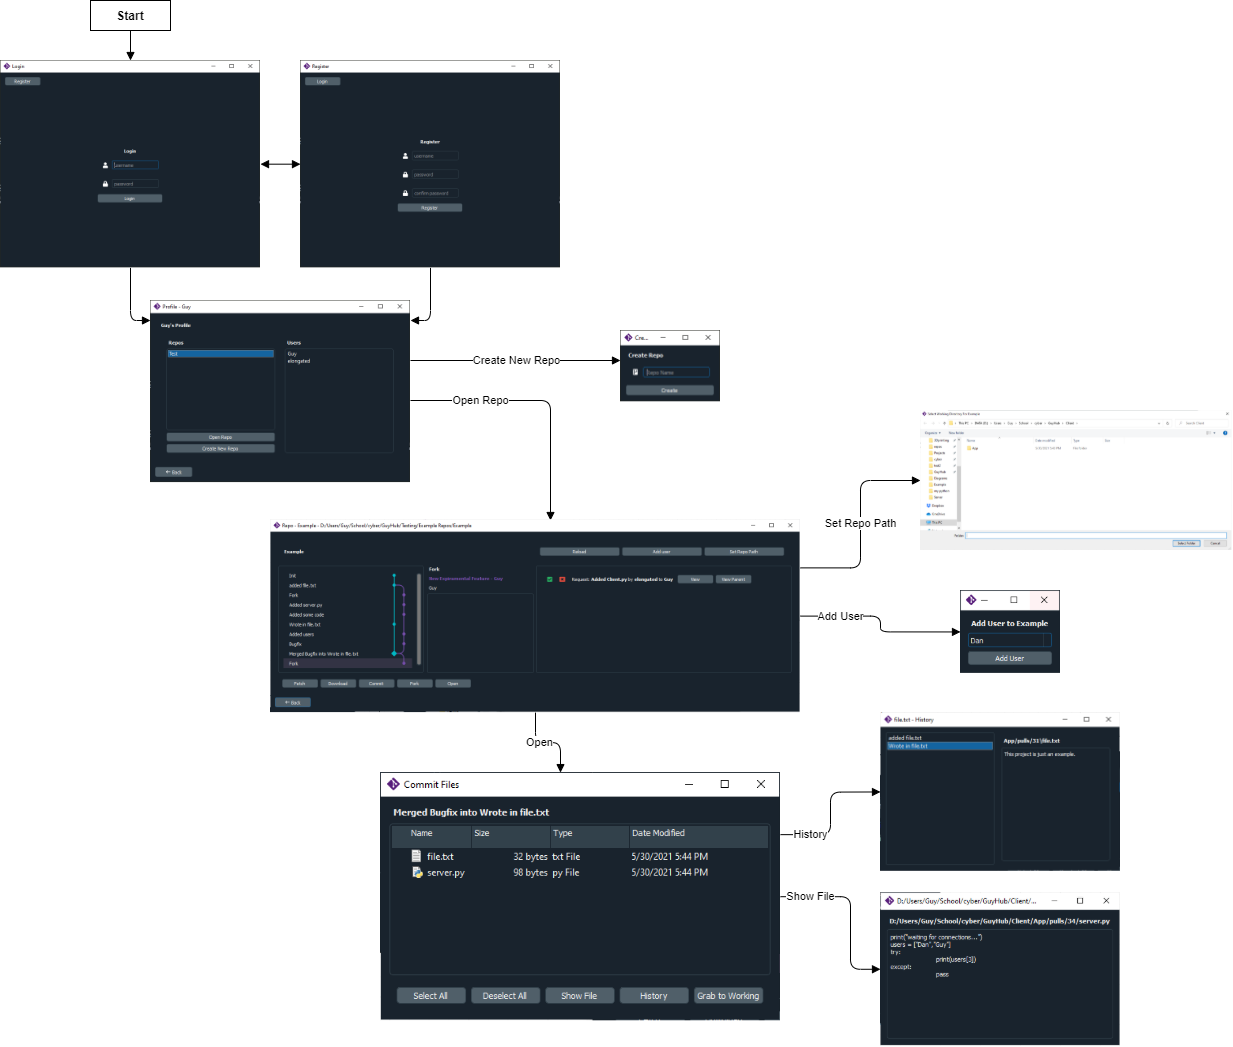 Start
Login
Register
Login
username
password
Login
Register
Login
Register
username
password
confirm password
Register
Profile - Guy
Guy's Profile
Repos
Users
Test
Guy
elongated
Open Repo
Create New Repo
Back
Create New Repo
Open Repo
Cre...
Create Repo
Repo Name
Create
Set Repo Path
Select Folder
Cancel
Repo - Example - D:/Users/Guy/School/cyber/GuyHub/Testing/Example Repos/Example
Example
Reload
Add user
Set Repo Path
Init
added file.txt
Fork
Added server.py
Added some code
Wrote in file.txt
Added users
Bugfix
Merged Bugfix into Wrote in file.txt
Fork
Fork
New Expiremental Feature - Guy
Guy
Request: Added Client.py by elongated to Guy
View
View Parent
Fetch
Download
Commit
Fork
Open
Back
Add User
Add User to Example
Dan
Add User
Open
Commit Files
Merged Bugfix into Wrote in file.txt
Name Size Type Date Modified
file.txt 32 bytes txt File 5/30/2021 5:44 PM
server.py 98 bytes py File 5/30/2021 5:44 PM
Select All
Deselect All
Show File
History
Grab to Working
History
file.txt - History
added file.txt
Wrote in file.txt
App/pulls/31\file.txt
This project is just an example.
Show File
D:/Users/Guy/School/cyber/GuyHub/Client/...
D:/Users/Guy/School/cyber/GuyHub/Client/App/pulls/34/server.py
print("waiting for connections...")
users = ["Dan","Guy"]
try:
print(users[3])
except:
pass